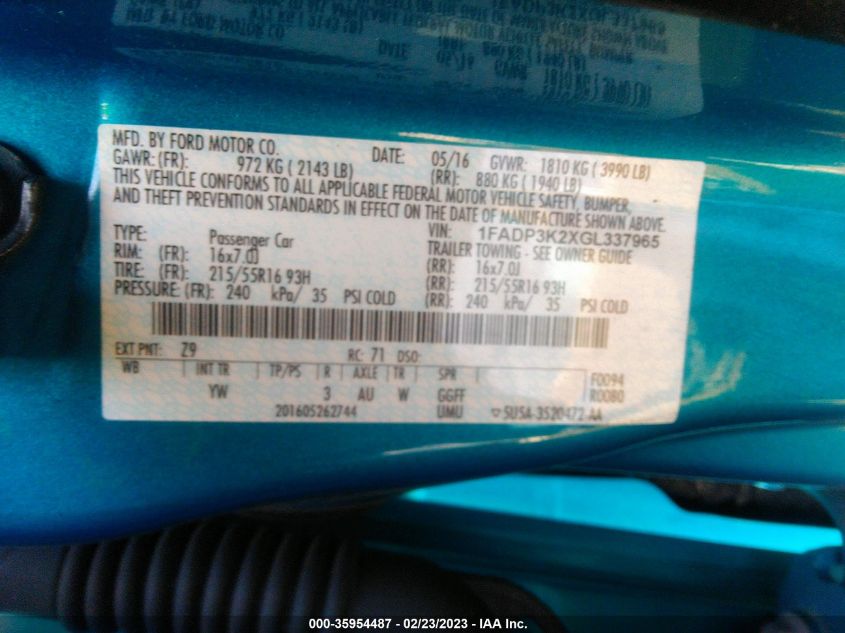 MFD. BY FORD MOTOR CO.
DATE: 05/16 GVWR: 1810 KG ( 3990 LB)
GAWR: (FR): 972 KG ( 2143 LB) (RR): 880 KG ( 1940 LB)
THIS VEHICLE CONFORMS TO ALL APPLICABLE FEDERAL MOTOR VEHICLE SAFETY, BUMPER,
AND THEFT PREVENTION STANDARDS IN EFFECT ON THE DATE OF MANUFACTURE SHOWN ABOVE.
VIN: 1FADP3K2XGL337965
TYPE: Passenger Car TRAILER TOWING - SEE OWNER GUIDE
RIM: (FR): 16x7.0J (RR): 16x7.0J
TIRE: (FR): 215/55R16 93H (RR): 215/55R16 93H
PRESSURE: (FR): 240 kPa/ 35 PSI COLD (RR): 240 kPa/ 35 PSI COLD
EXT PNT: Z9 RC: 71 DSO:
WB INT TR TP/PS R AXLE TR SPR F0094
YW 3 AU W GGFF R0080
201605262744 UMU 5U5A-3520472-AA
000-35954487 - 02/23/2023 - IAA Inc.